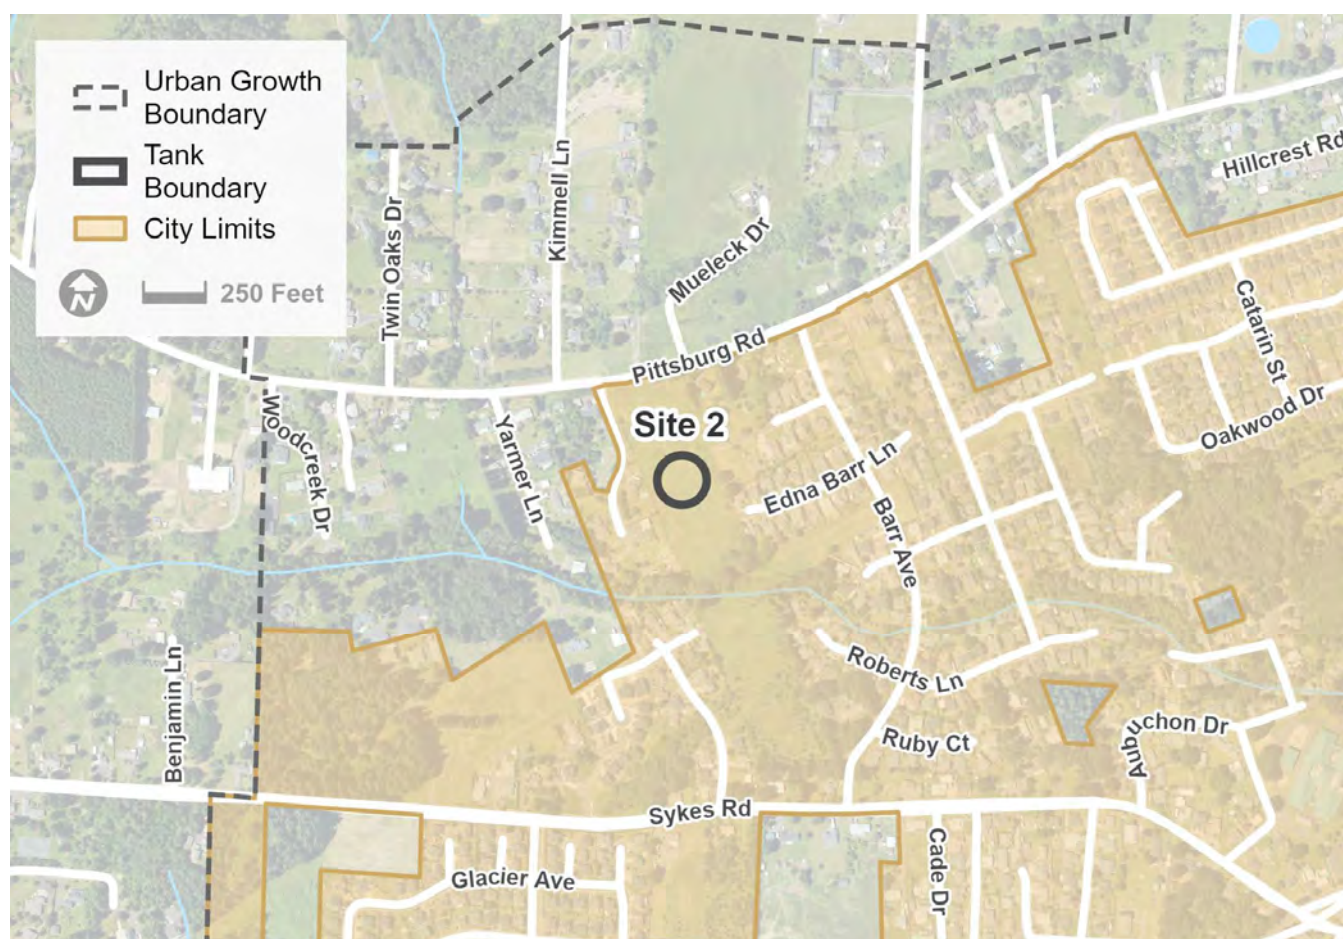 Urban Growth
Boundary
Tank
Boundary
City Limits
N
250 Feet
Hillcrest Rd
Kimmell Ln
Twin Oaks Dr
Mueleck Dr
Catarin St
Pittsburg Rd
Oakwood Dr
Woodcreek Dr
Yarmer Ln
Site 2
Edna Barr Ln
Barr Ave
Roberts Ln
Benjamin Ln
Ruby Ct
Aubuchon Dr
Sykes Rd
Glacier Ave
Cade Dr